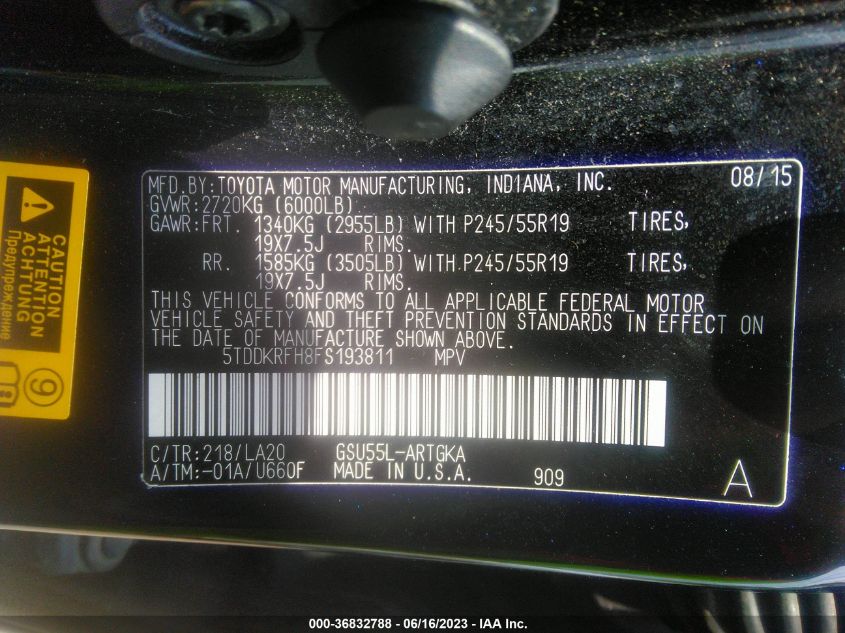 MFD.BY:TOYOTA MOTOR MANUFACTURING, INDIANA, INC. 08/15
GVWR:2720KG (6000LB)
GAWR:FRT. 1340KG (2955LB) WITH P245/55R19 TIRES,
19X7.5J RIMS.
RR. 1585KG (3505LB) WITH P245/55R19 TIRES,
19X7.5J RIMS.
THIS VEHICLE CONFORMS TO ALL APPLICABLE FEDERAL MOTOR
VEHICLE SAFETY AND THEFT PREVENTION STANDARDS IN EFFECT ON
THE DATE OF MANUFACTURE SHOWN ABOVE.
5TDDKRFH8FS193811 MPV
C/TR:218/LA20 GSU55L-ARTGKA
A/TM:-01A/U660F MADE IN U.S.A. 909 A
CAUTION
ATTENTION
ACHTUNG
Предупреждение
9
000-36832788 - 06/16/2023 - IAA Inc.